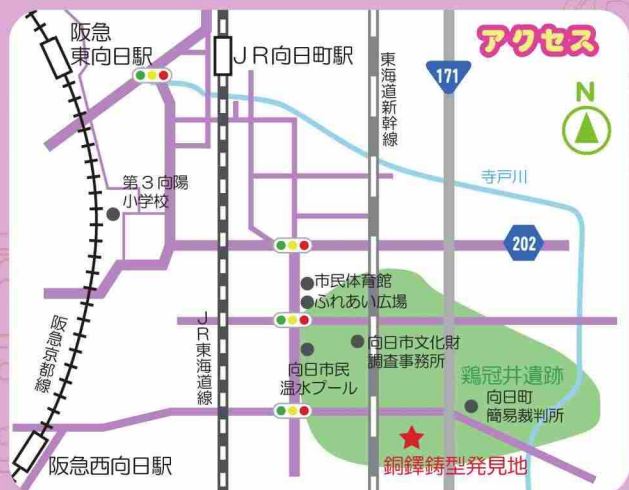 アクセス
阪急
東向日駅
JR向日町駅
東海道新幹線
171
N
寺戸川
第3向陽
小学校
202
市民体育館
ふれあい広場
JR東海道線
阪急京都線
向日市文化財
調査事務所
向日市民
温水プール
鶏冠井遺跡
向日町
簡易裁判所
銅鐸鋳型発見地
阪急西向日駅